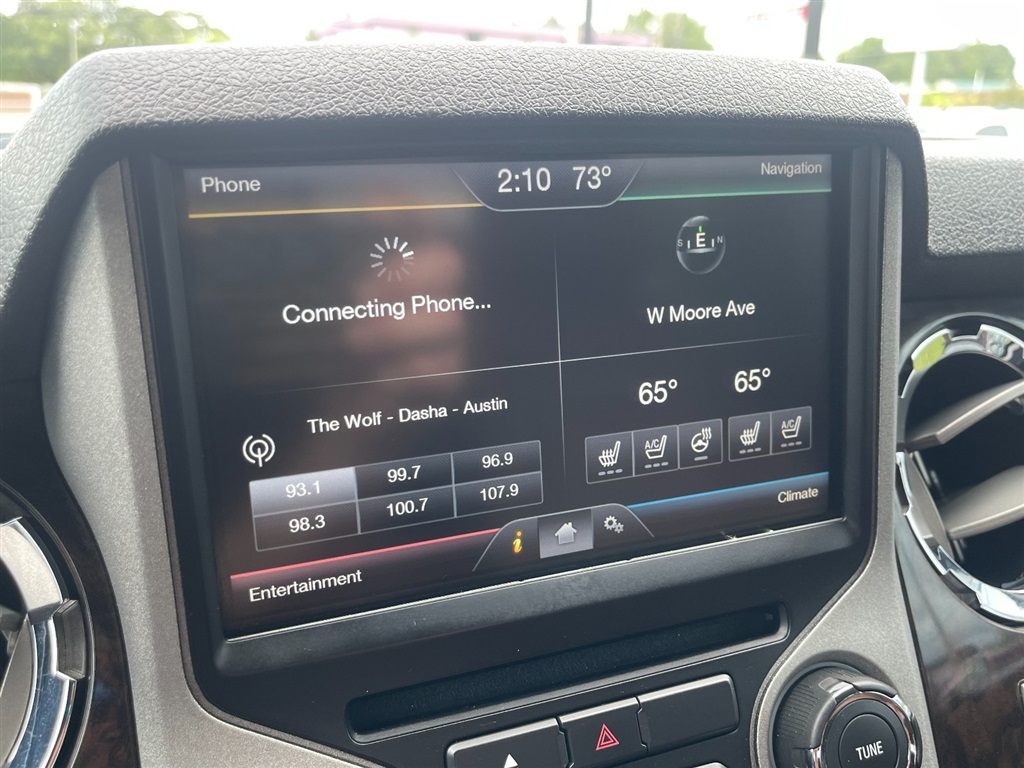 Phone
2:10 73°
Navigation
S E N
Connecting Phone...
W Moore Ave
The Wolf - Dasha - Austin
93.1 99.7 96.9
98.3 100.7 107.9
65° 65°
A/C A/C
Entertainment
i
Climate
TUNE